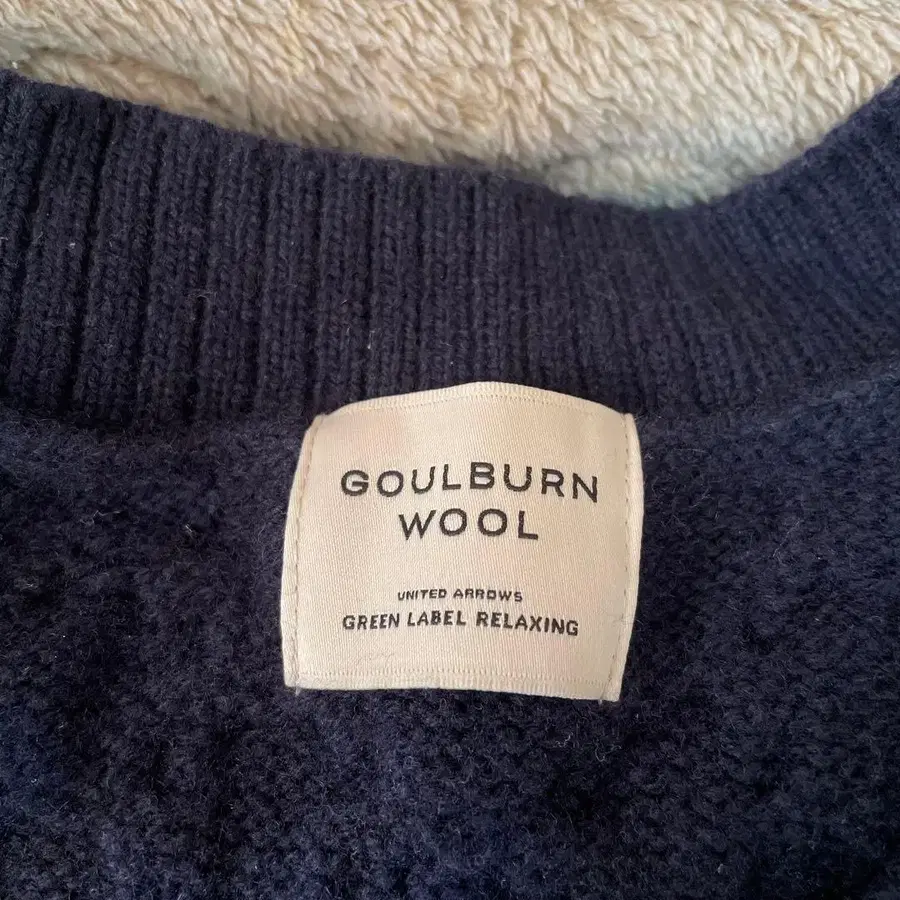 GOULBURN
WOOL
UNITED ARROWS
GREEN LABEL RELAXING